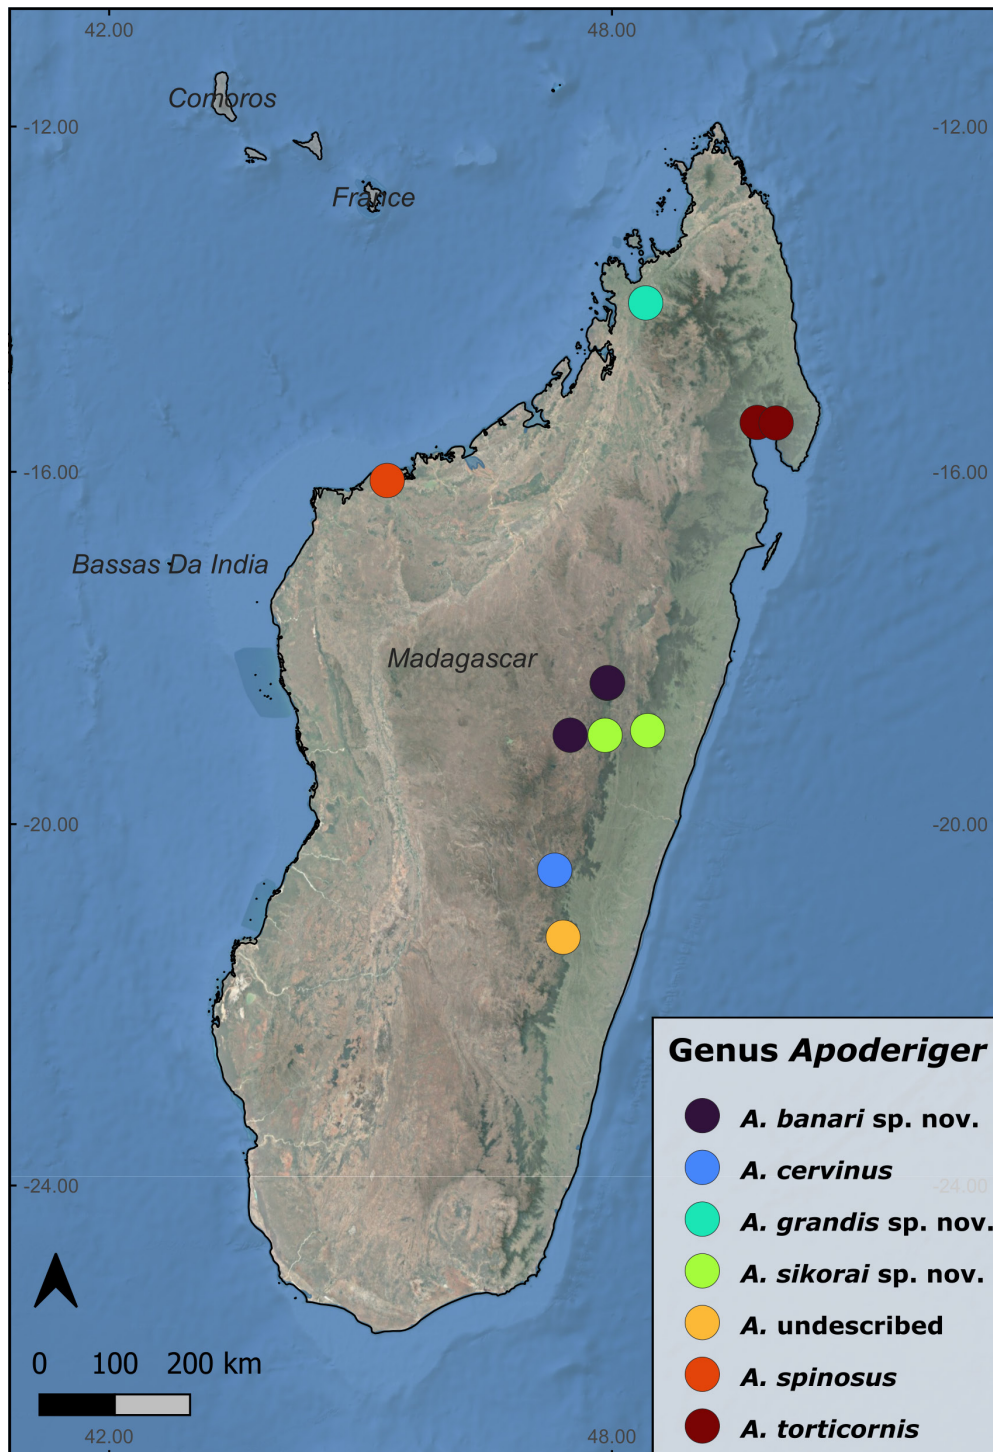 42.00 48.00
Comoros
-12.00 -12.00
France
-16.00 -16.00
Bassas Da India
Madagascar
-20.00 -20.00
-24.00 -24.00
Genus Apoderiger
A. banari sp. nov.
A. cervinus
A. grandis sp. nov.
A. sikorai sp. nov.
A. undescribed
A. spinosus
A. torticornis
0 100 200 km
42.00 48.00